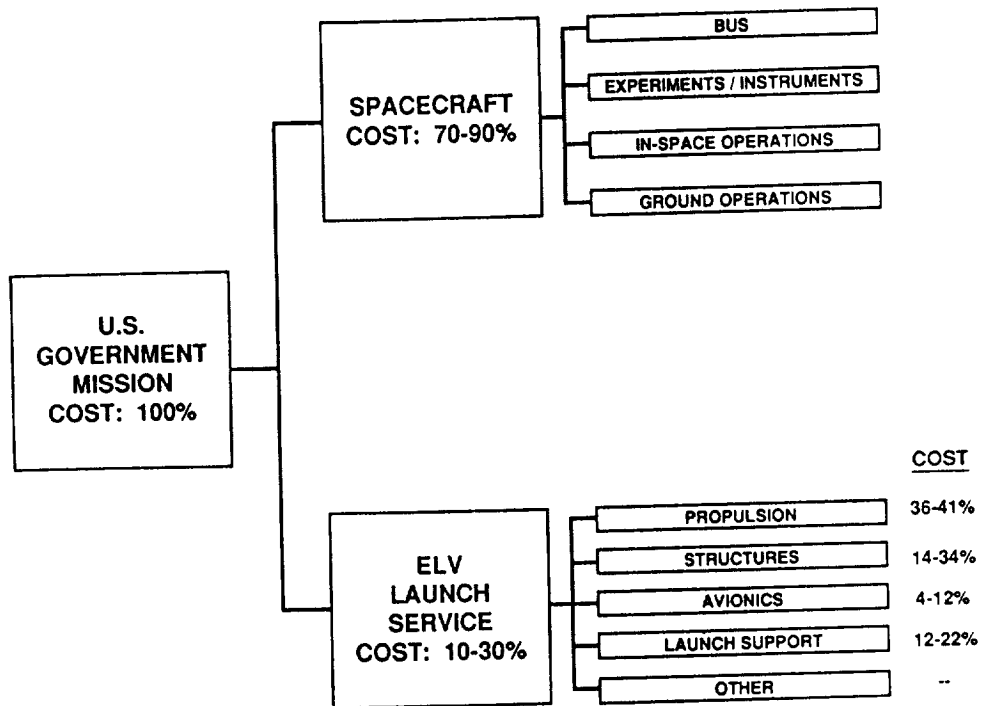 BUS
EXPERIMENTS / INSTRUMENTS
SPACECRAFT
COST: 70-90%
IN-SPACE OPERATIONS
GROUND OPERATIONS
U.S.
GOVERNMENT
MISSION
COST: 100%
COST
PROPULSION 36-41%
STRUCTURES 14-34%
ELV
LAUNCH
SERVICE
COST: 10-30%
AVIONICS 4-12%
LAUNCH SUPPORT 12-22%
OTHER --